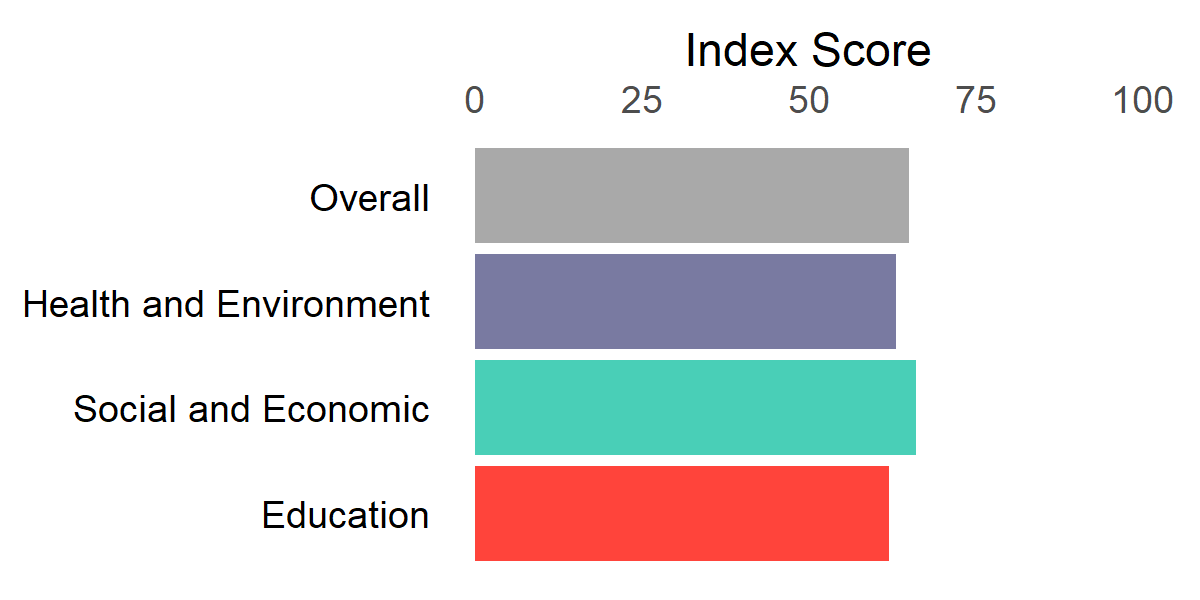 Index Score
0 25 50 75 100
Overall
Health and Environment
Social and Economic
Education